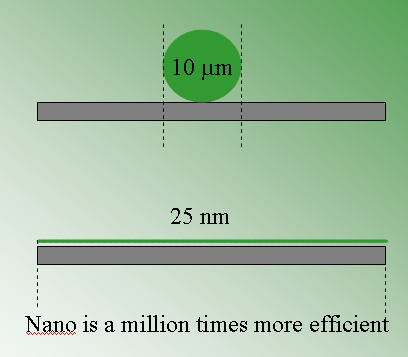 10 μm
25 nm
Nano is a million times more efficient